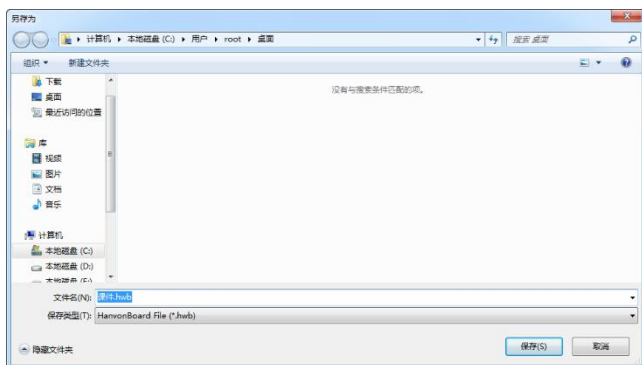 另存为
计算机 本地磁盘 (C:) 用户 root 桌面
搜索 桌面
组织 新建文件夹
下载
桌面
最近访问的位置
没有与搜索条件匹配的项。
库
视频
图片
文档
音乐
计算机
本地磁盘 (C:)
本地磁盘 (D:)
本地磁盘 (E:)
文件名(N): 课件.hwb
保存类型(T): HanvonBoard File (*.hwb)
隐藏文件夹
保存(S) 取消